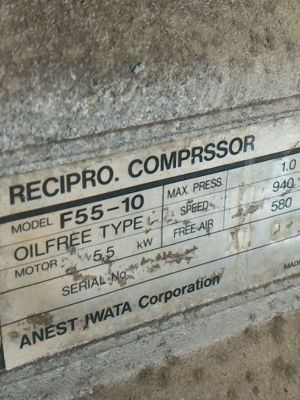 RECIPRO. COMPRSSOR
MODEL F55-10 MAX. PRESS. 1.0
OILFREE TYPE SPEED 940
MOTOR 5.5 kW FREE AIR 580
SERIAL No.
ANEST IWATA Corporation
MADE